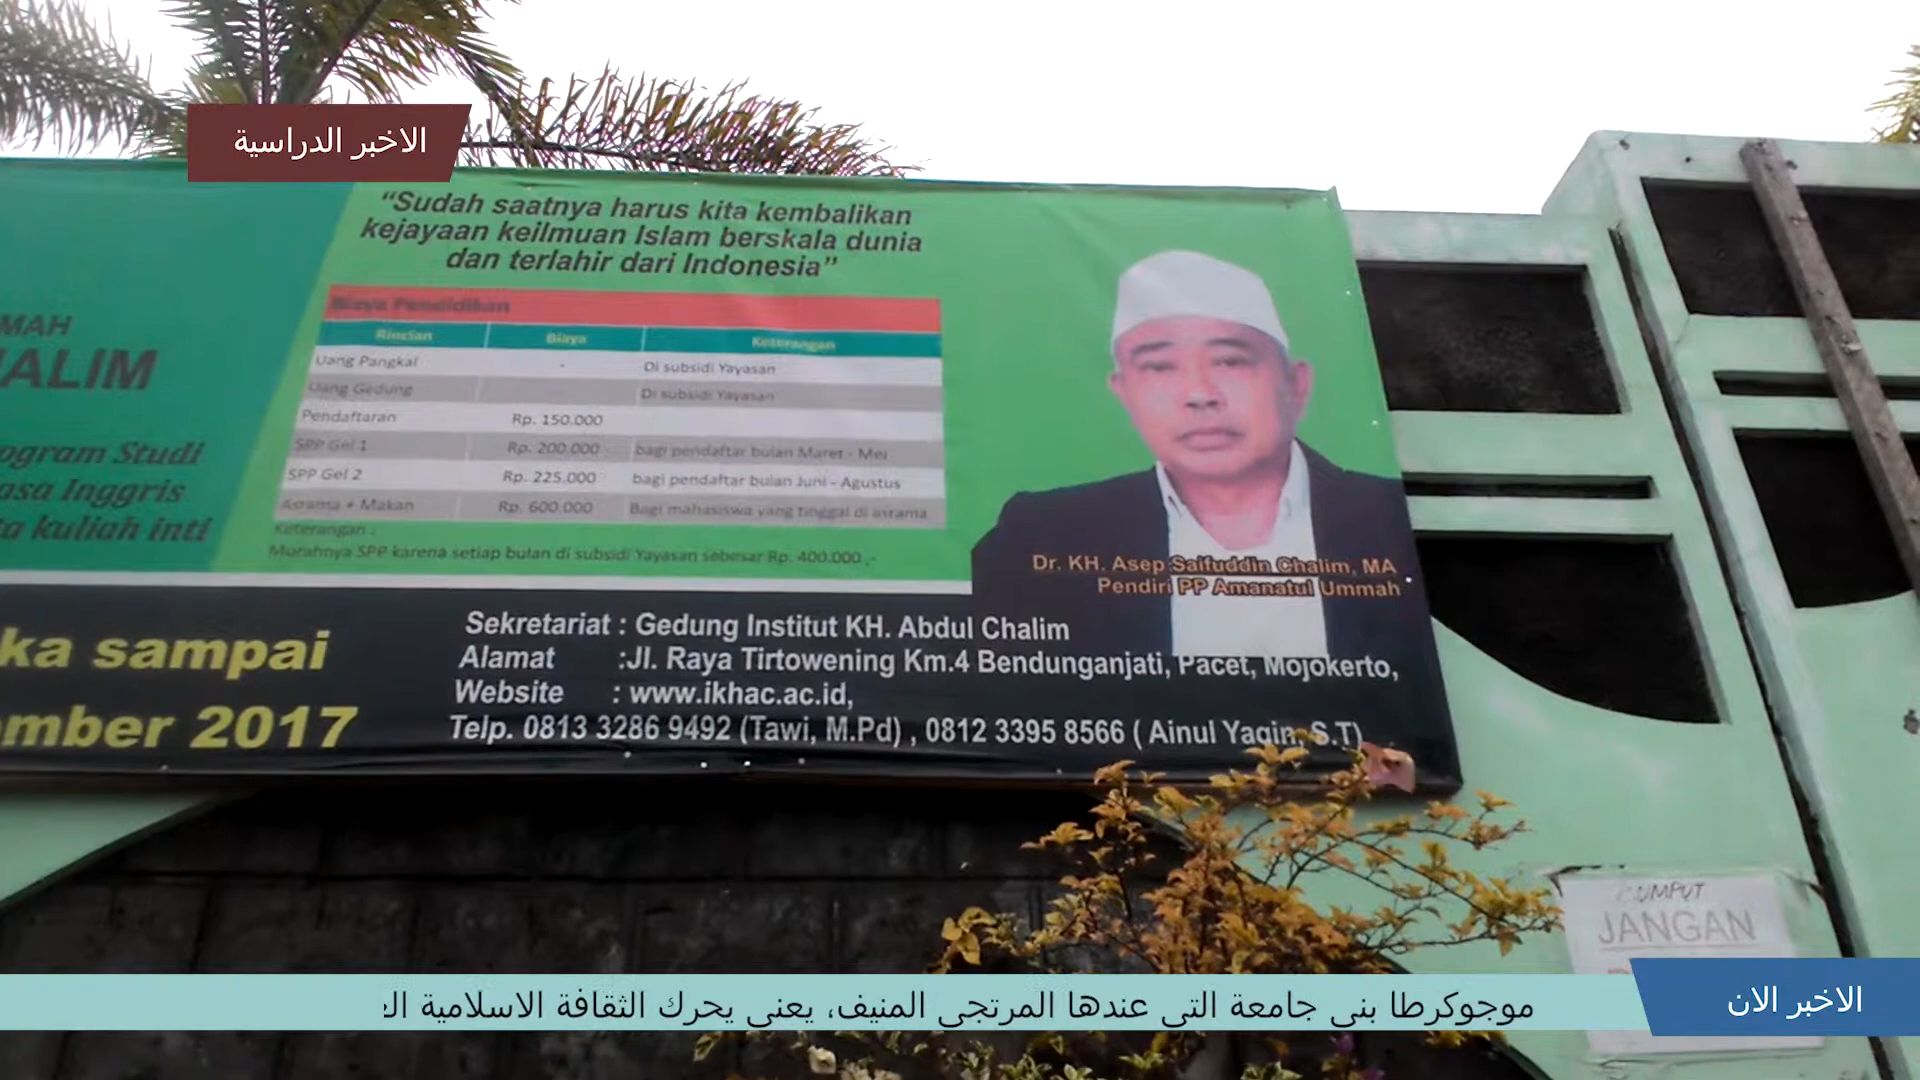 الاخبر الدراسية
“Sudah saatnya harus kita kembalikan
kejayaan keilmuan Islam berskala dunia
dan terlahir dari Indonesia”
Biaya Pendidikan
Rincian Biaya Keterangan
Uang Pangkal - Di subsidi Yayasan
Uang Gedung Di subsidi Yayasan
Pendaftaran Rp. 150.000
SPP Gel 1 Rp. 200.000 bagi pendaftar bulan Maret - Mei
SPP Gel 2 Rp. 225.000 bagi pendaftar bulan Juni - Agustus
Asrama + Makan Rp. 600.000 Bagi mahasiswa yang tinggal di asrama
Keterangan :
Murahnya SPP karena setiap bulan di subsidi Yayasan sebesar Rp. 400.000 ,-
MAH
HALIM
ogram Studi
asa Inggris
ta kuliah inti
Dr. KH. Asep Saifuddin Chalim, MA
Pendiri PP Amanatul Ummah
ka sampai
ember 2017
Sekretariat : Gedung Institut KH. Abdul Chalim
Alamat :Jl. Raya Tirtowening Km.4 Bendunganjati, Pacet, Mojokerto,
Website : www.ikhac.ac.id,
Telp. 0813 3286 9492 (Tawi, M.Pd) , 0812 3395 8566 ( Ainul Yaqin, S.T)
JANGAN
الاخبر الان
موجوكرطا بنى جامعة التى عندها المرتجى المنيف، يعنى يحرك الثقافة الاسلامية الع